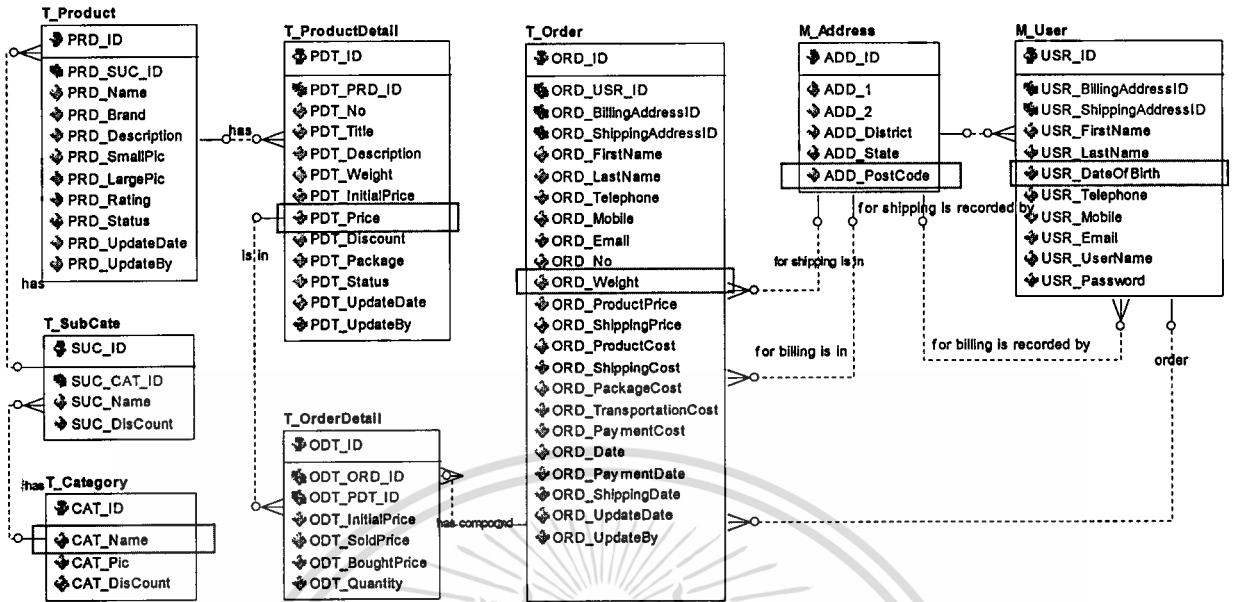 T_Product
PRD_ID
PRD_SUC_ID
PRD_Name
PRD_Brand
PRD_Description
PRD_SmallPic
PRD_LargePic
PRD_Rating
PRD_Status
PRD_UpdateDate
PRD_UpdateBy
has
T_SubCate
SUC_ID
SUC_CAT_ID
SUC_Name
SUC_DisCount
has
T_Category
CAT_ID
CAT_Name
CAT_Pic
CAT_DisCount
has
T_ProductDetail
PDT_ID
PDT_PRD_ID
PDT_No
PDT_Title
PDT_Description
PDT_Weight
PDT_InitialPrice
PDT_Price
PDT_Discount
PDT_Package
PDT_Status
PDT_UpdateDate
PDT_UpdateBy
is in
T_OrderDetail
ODT_ID
ODT_ORD_ID
ODT_PDT_ID
ODT_InitialPrice
ODT_SoldPrice
ODT_BoughtPrice
ODT_Quantity
has compound
T_Order
ORD_ID
ORD_USR_ID
ORD_BillingAddressID
ORD_ShippingAddressID
ORD_FirstName
ORD_LastName
ORD_Telephone
ORD_Mobile
ORD_Email
ORD_No
ORD_Weight
ORD_ProductPrice
ORD_ShippingPrice
ORD_ProductCost
ORD_ShippingCost
ORD_PackageCost
ORD_TransportationCost
ORD_PaymentCost
ORD_Date
ORD_PaymentDate
ORD_ShippingDate
ORD_UpdateDate
ORD_UpdateBy
M_Address
ADD_ID
ADD_1
ADD_2
ADD_District
ADD_State
ADD_PostCode
for shipping is recorded by
for shipping is in
for billing is in
for billing is recorded by
M_User
USR_ID
USR_BillingAddressID
USR_ShippingAddressID
USR_FirstName
USR_LastName
USR_DateOfBirth
USR_Telephone
USR_Mobile
USR_Email
USR_UserName
USR_Password
order